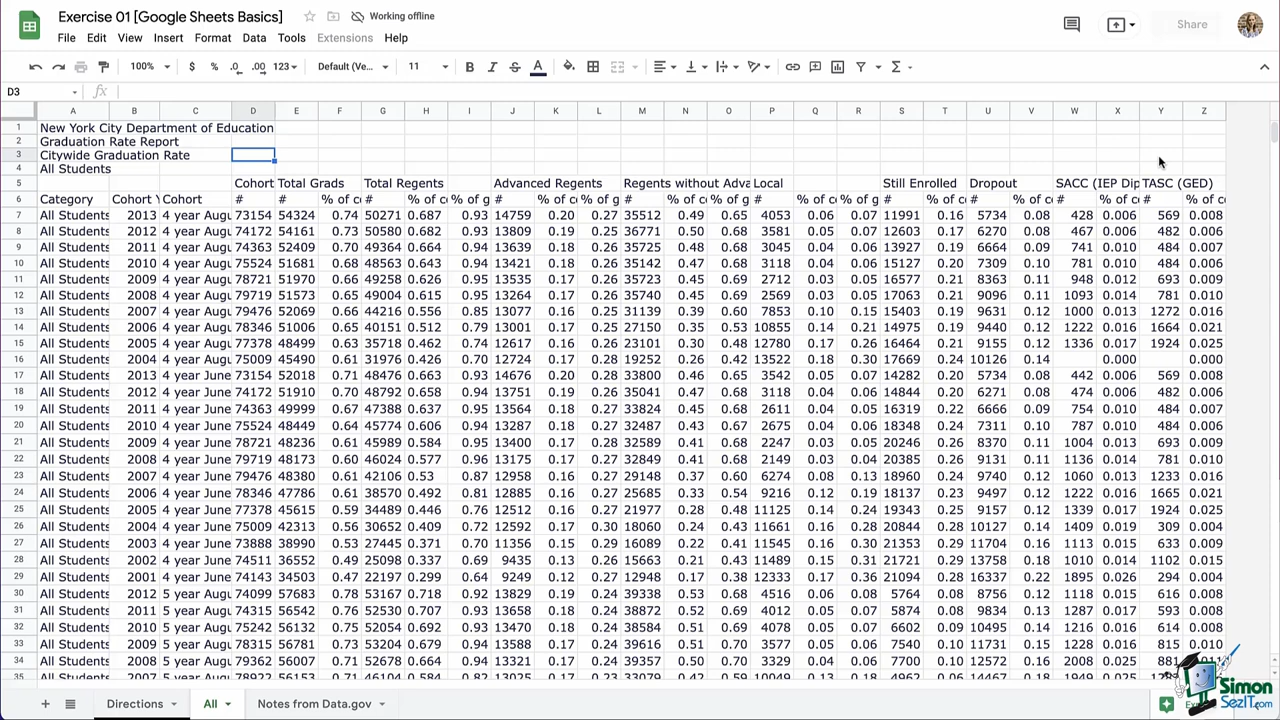 Exercise 01 [Google Sheets Basics] Working offline
Share
File Edit View Insert Format Data Tools Extensions Help
100% $ % .0 .00 123 Default (Ve... 11 B I S A
D3 fx
A B C D E F G H I J K L M N O P Q R S T U V W X Y Z
1 New York City Department of Education
2 Graduation Rate Report
3 Citywide Graduation Rate
4 All Students
5 Cohort Total Grads Total Regents Advanced Regents Regents without Adva Local Still Enrolled Dropout SACC (IEP Dip TASC (GED)
6 Category Cohort Y Cohort # # % of c # % of c % of g # % of c % of g # % of c % of g # % of c % of g # % of c # % of c # % of c # % of c
7 All Students 2013 4 year Augu 73154 54324 0.74 50271 0.687 0.93 14759 0.20 0.27 35512 0.49 0.65 4053 0.06 0.07 11991 0.16 5734 0.08 428 0.006 569 0.008
8 All Students 2012 4 year Augu 74172 54161 0.73 50580 0.682 0.93 13809 0.19 0.25 36771 0.50 0.68 3581 0.05 0.07 12603 0.17 6270 0.08 467 0.006 482 0.006
9 All Students 2011 4 year Augu 74363 52409 0.70 49364 0.664 0.94 13639 0.18 0.26 35725 0.48 0.68 3045 0.04 0.06 13927 0.19 6664 0.09 741 0.010 484 0.007
10 All Students 2010 4 year Augu 75524 51681 0.68 48563 0.643 0.94 13421 0.18 0.26 35142 0.47 0.68 3118 0.04 0.06 15127 0.20 7309 0.10 781 0.010 484 0.006
11 All Students 2009 4 year Augu 78721 51970 0.66 49258 0.626 0.95 13535 0.17 0.26 35723 0.45 0.69 2712 0.03 0.05 16577 0.21 8363 0.11 948 0.012 693 0.009
12 All Students 2008 4 year Augu 79719 51573 0.65 49004 0.615 0.95 13264 0.17 0.26 35740 0.45 0.69 2569 0.03 0.05 17063 0.21 9096 0.11 1093 0.014 781 0.010
13 All Students 2007 4 year Augu 79476 52069 0.66 44216 0.556 0.85 13077 0.16 0.25 31139 0.39 0.60 7853 0.10 0.15 15403 0.19 9631 0.12 1000 0.013 1272 0.016
14 All Students 2006 4 year Augu 78346 51006 0.65 40151 0.512 0.79 13001 0.17 0.25 27150 0.35 0.53 10855 0.14 0.21 14975 0.19 9440 0.12 1222 0.016 1664 0.021
15 All Students 2005 4 year Augu 77378 48499 0.63 35718 0.462 0.74 12617 0.16 0.26 23101 0.30 0.48 12780 0.17 0.26 16464 0.21 9155 0.12 1336 0.017 1924 0.025
16 All Students 2004 4 year Augu 75009 45490 0.61 31976 0.426 0.70 12724 0.17 0.28 19252 0.26 0.42 13522 0.18 0.30 17669 0.24 10126 0.14 0.000 0.000
17 All Students 2013 4 year June 73154 52018 0.71 48476 0.663 0.93 14676 0.20 0.28 33800 0.46 0.65 3542 0.05 0.07 14282 0.20 5734 0.08 442 0.006 569 0.008
18 All Students 2012 4 year June 74172 51910 0.70 48792 0.658 0.94 13751 0.19 0.26 35041 0.47 0.68 3118 0.04 0.06 14844 0.20 6271 0.08 474 0.006 482 0.006
19 All Students 2011 4 year June 74363 49999 0.67 47388 0.637 0.95 13564 0.18 0.27 33824 0.45 0.68 2611 0.04 0.05 16319 0.22 6666 0.09 754 0.010 484 0.007
20 All Students 2010 4 year June 75524 48449 0.64 45774 0.606 0.94 13287 0.18 0.27 32487 0.43 0.67 2675 0.04 0.06 18348 0.24 7311 0.10 787 0.010 484 0.006
21 All Students 2009 4 year June 78721 48236 0.61 45989 0.584 0.95 13400 0.17 0.28 32589 0.41 0.68 2247 0.03 0.05 20246 0.26 8370 0.11 1004 0.013 693 0.009
22 All Students 2008 4 year June 79719 48173 0.60 46024 0.577 0.96 13175 0.17 0.27 32849 0.41 0.68 2149 0.03 0.04 20385 0.26 9131 0.11 1136 0.014 781 0.010
23 All Students 2007 4 year June 79476 48380 0.61 42106 0.53 0.87 12958 0.16 0.27 29148 0.37 0.60 6274 0.08 0.13 18960 0.24 9740 0.12 1060 0.013 1233 0.016
24 All Students 2006 4 year June 78346 47786 0.61 38570 0.492 0.81 12885 0.16 0.27 25685 0.33 0.54 9216 0.12 0.19 18137 0.23 9497 0.12 1222 0.016 1665 0.021
25 All Students 2005 4 year June 77378 45615 0.59 34489 0.446 0.76 12512 0.16 0.27 21977 0.28 0.48 11125 0.14 0.24 19343 0.25 9157 0.12 1339 0.017 1924 0.025
26 All Students 2004 4 year June 75009 42313 0.56 30652 0.409 0.72 12592 0.17 0.30 18060 0.24 0.43 11661 0.16 0.28 20844 0.28 10127 0.14 1409 0.019 309 0.004
27 All Students 2003 4 year June 73888 38990 0.53 27445 0.371 0.70 11356 0.15 0.29 16089 0.22 0.41 11545 0.16 0.30 21353 0.29 11704 0.16 1113 0.015 633 0.009
28 All Students 2002 4 year June 74511 36552 0.49 25098 0.337 0.69 9435 0.13 0.26 15663 0.21 0.43 11489 0.15 0.31 21721 0.29 13758 0.18 1010 0.014 1102 0.015
29 All Students 2001 4 year June 74143 34503 0.47 22197 0.299 0.64 9249 0.12 0.27 12948 0.17 0.38 12333 0.17 0.36 21094 0.28 16337 0.22 1895 0.026 294 0.004
30 All Students 2012 5 year Augu 74099 57683 0.78 53167 0.718 0.92 13829 0.19 0.24 39338 0.53 0.68 4516 0.06 0.08 5764 0.08 8756 0.12 1118 0.015 616 0.008
31 All Students 2011 5 year Augu 74315 56542 0.76 52530 0.707 0.93 13658 0.18 0.24 38872 0.52 0.69 4012 0.05 0.07 5874 0.08 9834 0.13 1287 0.017 593 0.008
32 All Students 2010 5 year Augu 75242 56132 0.75 52054 0.692 0.93 13470 0.18 0.24 38584 0.51 0.69 4078 0.05 0.07 6602 0.09 10495 0.14 1216 0.016 614 0.008
33 All Students 2009 5 year Augu 78315 56781 0.73 53204 0.679 0.94 13588 0.17 0.24 39616 0.51 0.70 3577 0.05 0.06 7540 0.10 11731 0.15 1228 0.016 815 0.010
34 All Students 2008 5 year Augu 79362 56007 0.71 52678 0.664 0.94 13321 0.17 0.24 39357 0.50 0.70 3329 0.04 0.06 7700 0.10 12572 0.16 2008 0.025 881
+ Directions All Notes from Data.gov
Simon
SezIT.com